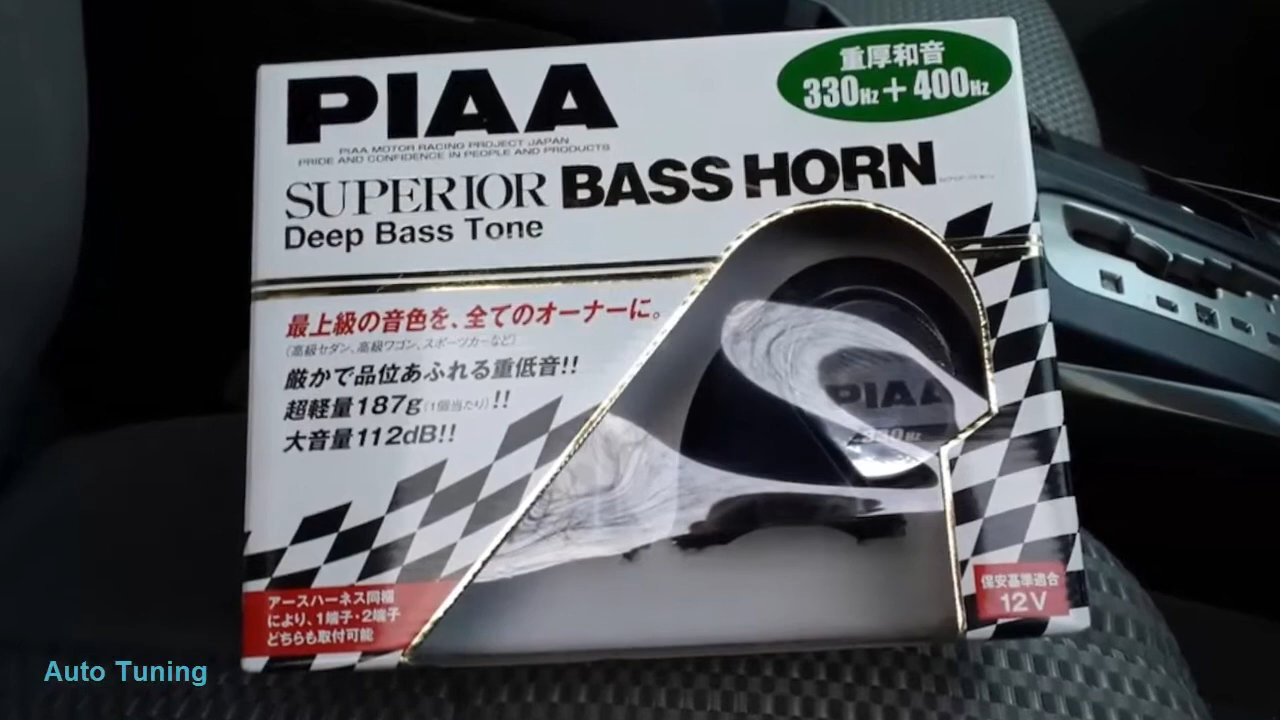 PIAA
PIAA MOTOR RACING PROJECT JAPAN
PRIDE AND CONFIDENCE IN PEOPLE AND PRODUCTS
重厚和音
330Hz+400Hz
SUPERIOR BASS HORN
Deep Bass Tone
最上級の音色を、全てのオーナーに。
(高級セダン、高級ワゴン、スポーツカーなど)
厳かで品位あふれる重低音!!
超軽量187g(1個当たり)!!
大音量112dB!!
PIAA
330Hz
アースハーネス同梱
により、1端子・2端子
どちらも取付可能
保安基準適合
12V
Auto Tuning